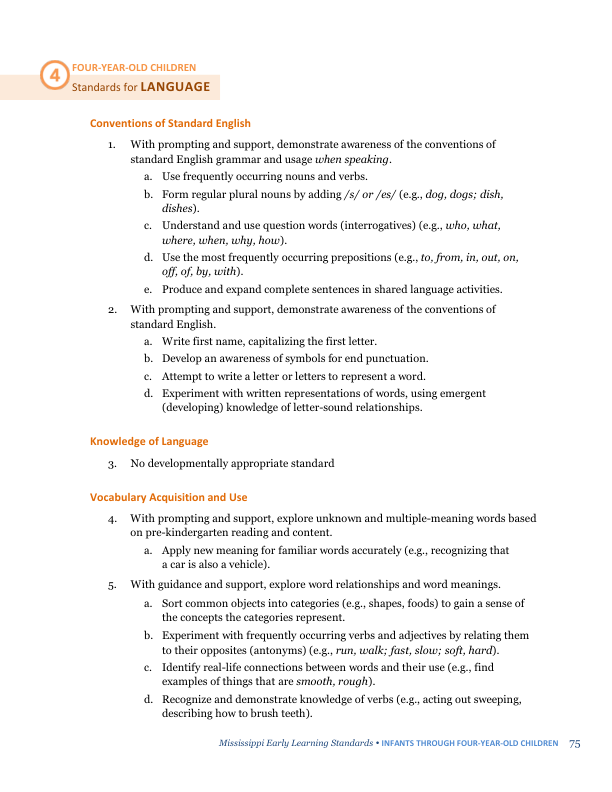 4
FOUR-YEAR-OLD CHILDREN
Standards for LANGUAGE
Conventions of Standard English
1. With prompting and support, demonstrate awareness of the conventions of
standard English grammar and usage when speaking.
a. Use frequently occurring nouns and verbs.
b. Form regular plural nouns by adding /s/ or /es/ (e.g., dog, dogs; dish,
dishes).
c. Understand and use question words (interrogatives) (e.g., who, what,
where, when, why, how).
d. Use the most frequently occurring prepositions (e.g., to, from, in, out, on,
off, of, by, with).
e. Produce and expand complete sentences in shared language activities.
2. With prompting and support, demonstrate awareness of the conventions of
standard English.
a. Write first name, capitalizing the first letter.
b. Develop an awareness of symbols for end punctuation.
c. Attempt to write a letter or letters to represent a word.
d. Experiment with written representations of words, using emergent
(developing) knowledge of letter-sound relationships.
Knowledge of Language
3. No developmentally appropriate standard
Vocabulary Acquisition and Use
4. With prompting and support, explore unknown and multiple-meaning words based
on pre-kindergarten reading and content.
a. Apply new meaning for familiar words accurately (e.g., recognizing that
a car is also a vehicle).
5. With guidance and support, explore word relationships and word meanings.
a. Sort common objects into categories (e.g., shapes, foods) to gain a sense of
the concepts the categories represent.
b. Experiment with frequently occurring verbs and adjectives by relating them
to their opposites (antonyms) (e.g., run, walk; fast, slow; soft, hard).
c. Identify real-life connections between words and their use (e.g., find
examples of things that are smooth, rough).
d. Recognize and demonstrate knowledge of verbs (e.g., acting out sweeping,
describing how to brush teeth).
Mississippi Early Learning Standards • INFANTS THROUGH FOUR-YEAR-OLD CHILDREN 75